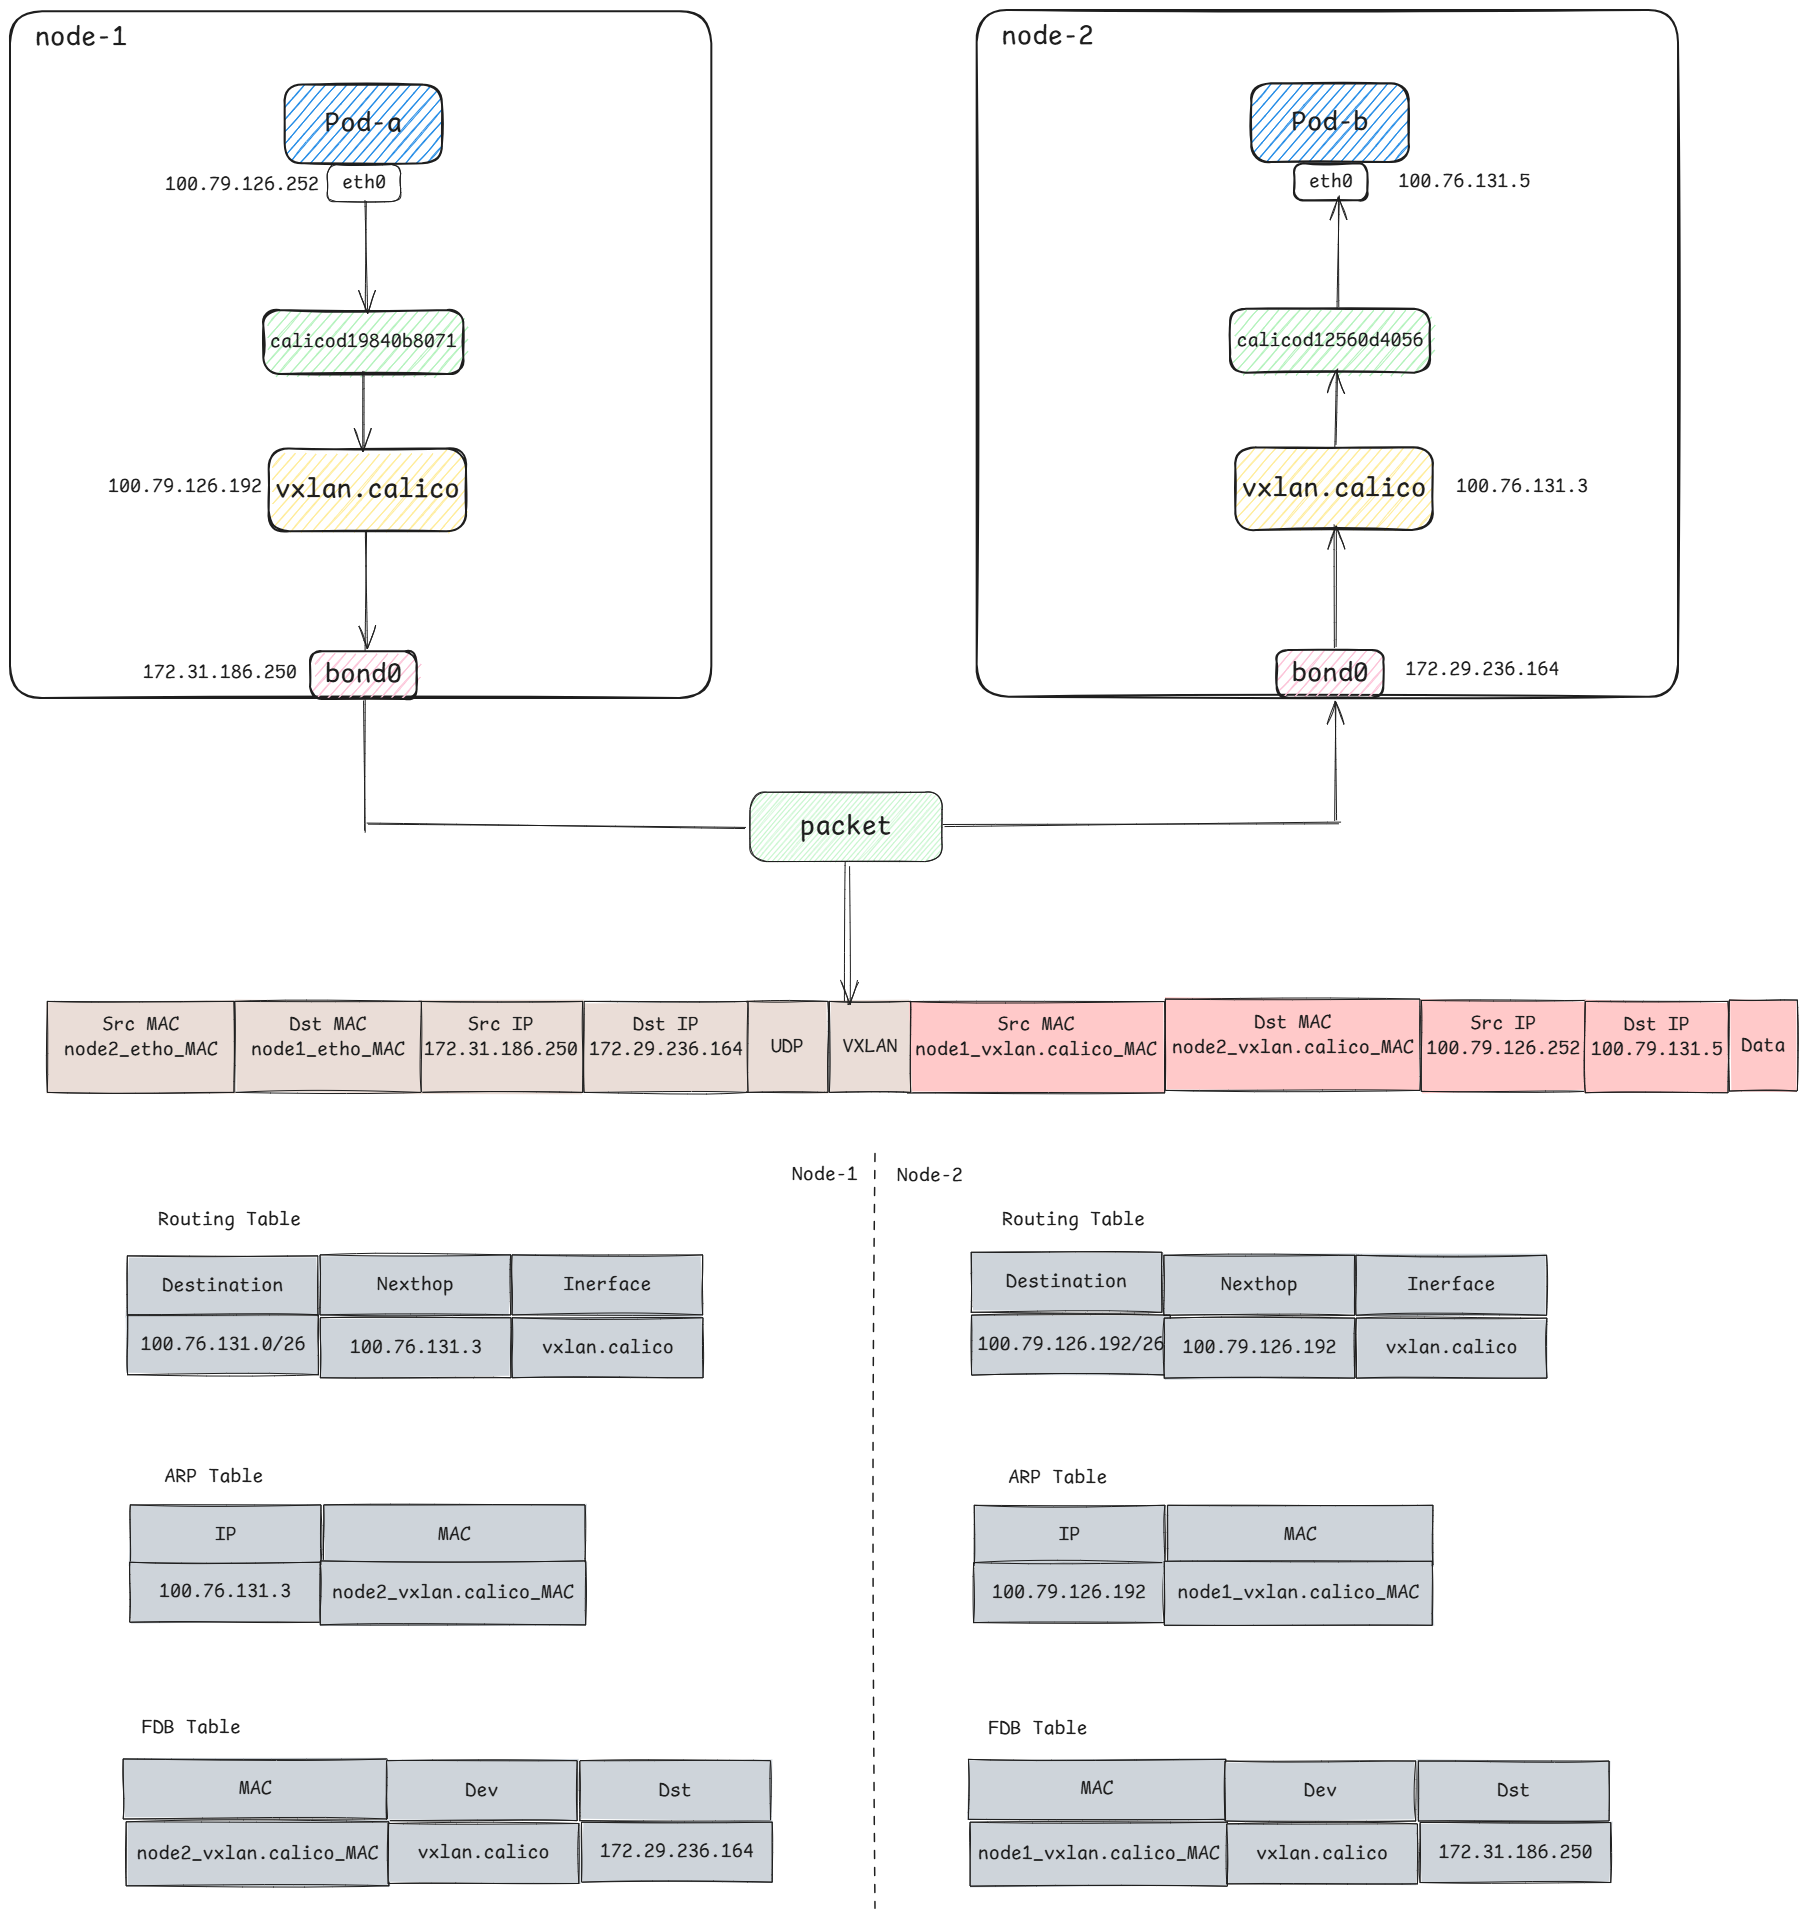 node-1
node-2
Pod-a
Pod-b
100.79.126.252
eth0
eth0
100.76.131.5
calicod19840b8071
calicod12560d4056
100.79.126.192
vxlan.calico
vxlan.calico
100.76.131.3
172.31.186.250
bond0
bond0
172.29.236.164
packet
Src MAC
node2_etho_MAC
Dst MAC
node1_etho_MAC
Src IP
172.31.186.250
Dst IP
172.29.236.164
UDP
VXLAN
Src MAC
node1_vxlan.calico_MAC
Dst MAC
node2_vxlan.calico_MAC
Src IP
100.79.126.252
Dst IP
100.79.131.5
Data
Node-1
Node-2
Routing Table
Destination
Nexthop
Inerface
100.76.131.0/26
100.76.131.3
vxlan.calico
ARP Table
IP
MAC
100.76.131.3
node2_vxlan.calico_MAC
FDB Table
MAC
Dev
Dst
node2_vxlan.calico_MAC
vxlan.calico
172.29.236.164
Routing Table
Destination
Nexthop
Inerface
100.79.126.192/26
100.79.126.192
vxlan.calico
ARP Table
IP
MAC
100.79.126.192
node1_vxlan.calico_MAC
FDB Table
MAC
Dev
Dst
node1_vxlan.calico_MAC
vxlan.calico
172.31.186.250